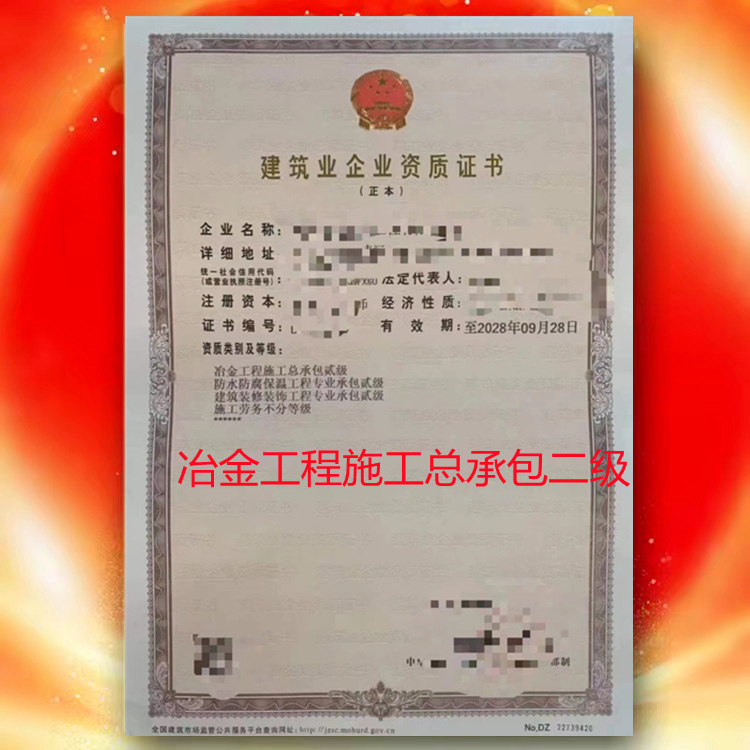 建筑业企业资质证书
(正本)
企业名称:
详细地址
统一社会信用代码
(或营业执照注册号): 法定代表人:
注册资本: 经济性质:
证书编号: 有效期:至2028年09月28日
资质类别及等级:
冶金工程施工总承包贰级
防水防腐保温工程专业承包贰级
建筑装修装饰工程专业承包贰级
施工劳务不分等级
******
冶金工程施工总承包二级
部制
全国建筑市场监管公共服务平台查询网址:http://jzsc.mohurd.gov.cn
No,DZ 22739420